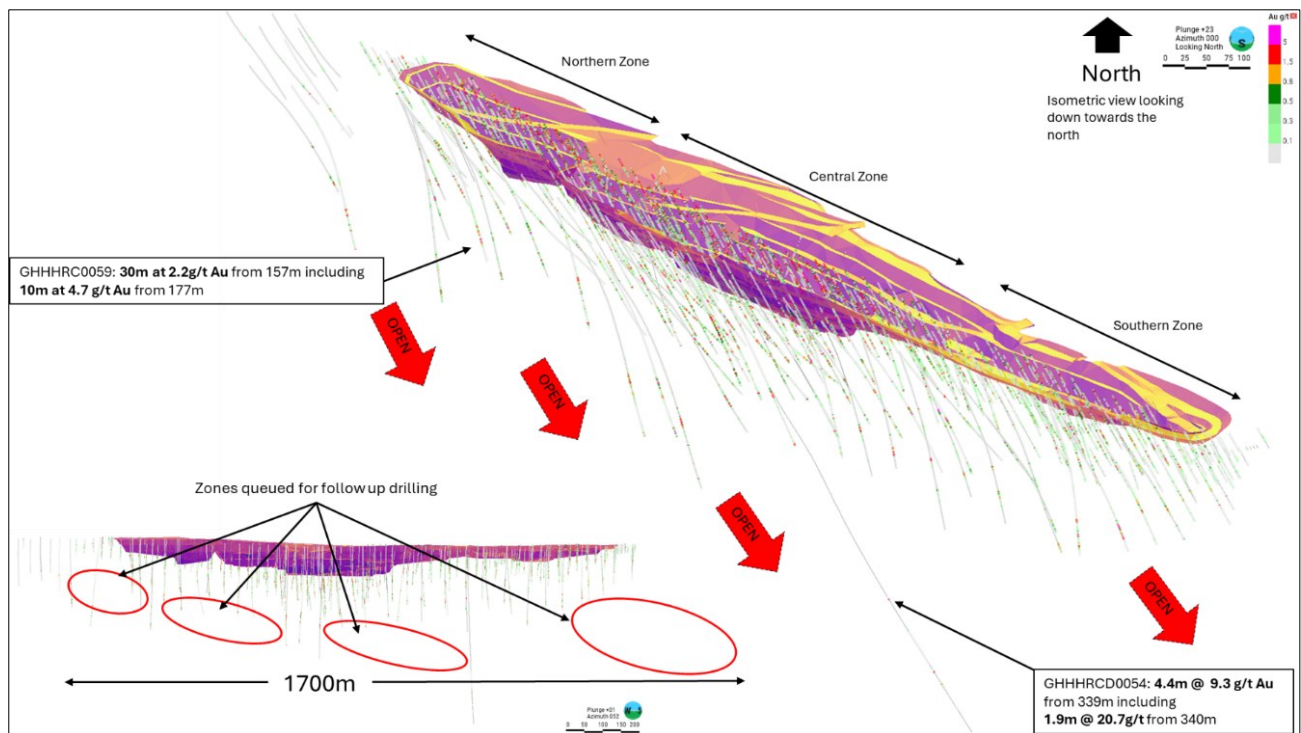 Northern Zone
North
Isometric view looking
down towards the
north
Plunge +23
Azimuth 000
Looking North
S
0 25 50 75 100
Au g/t
5
1.5
0.8
0.5
0.3
0.1
Central Zone
Southern Zone
GHHHRC0059: 30m at 2.2g/t Au from 157m including
10m at 4.7 g/t Au from 177m
OPEN
OPEN
OPEN
OPEN
Zones queued for follow up drilling
1700m
Plunge +01
Azimuth 052
0 50 100 150 200
GHHHRCD0054: 4.4m @ 9.3 g/t Au
from 339m including
1.9m @ 20.7g/t from 340m